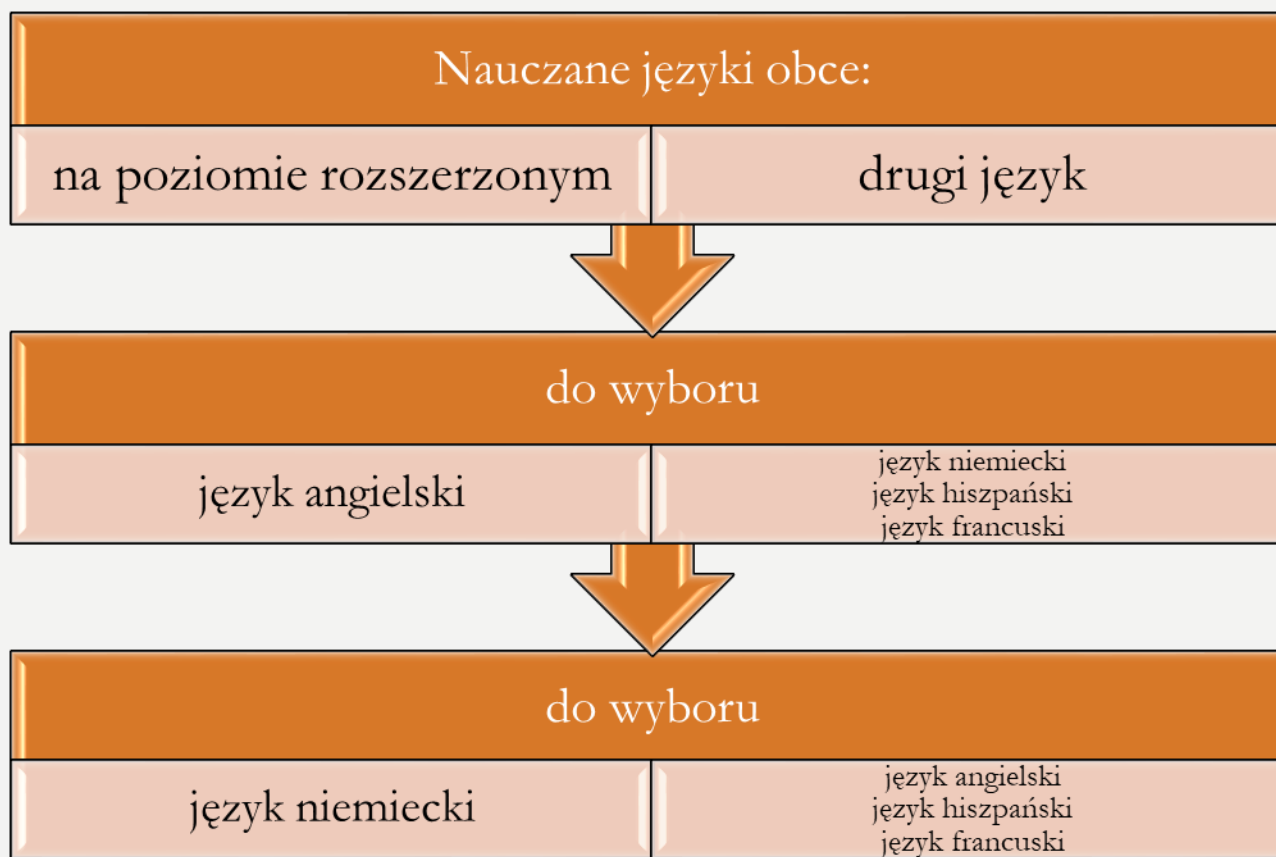 Nauczane języki obce:
na poziomie rozszerzonym
drugi język
do wyboru
język angielski
język niemiecki
język hiszpański
język francuski
do wyboru
język niemiecki
język angielski
język hiszpański
język francuski